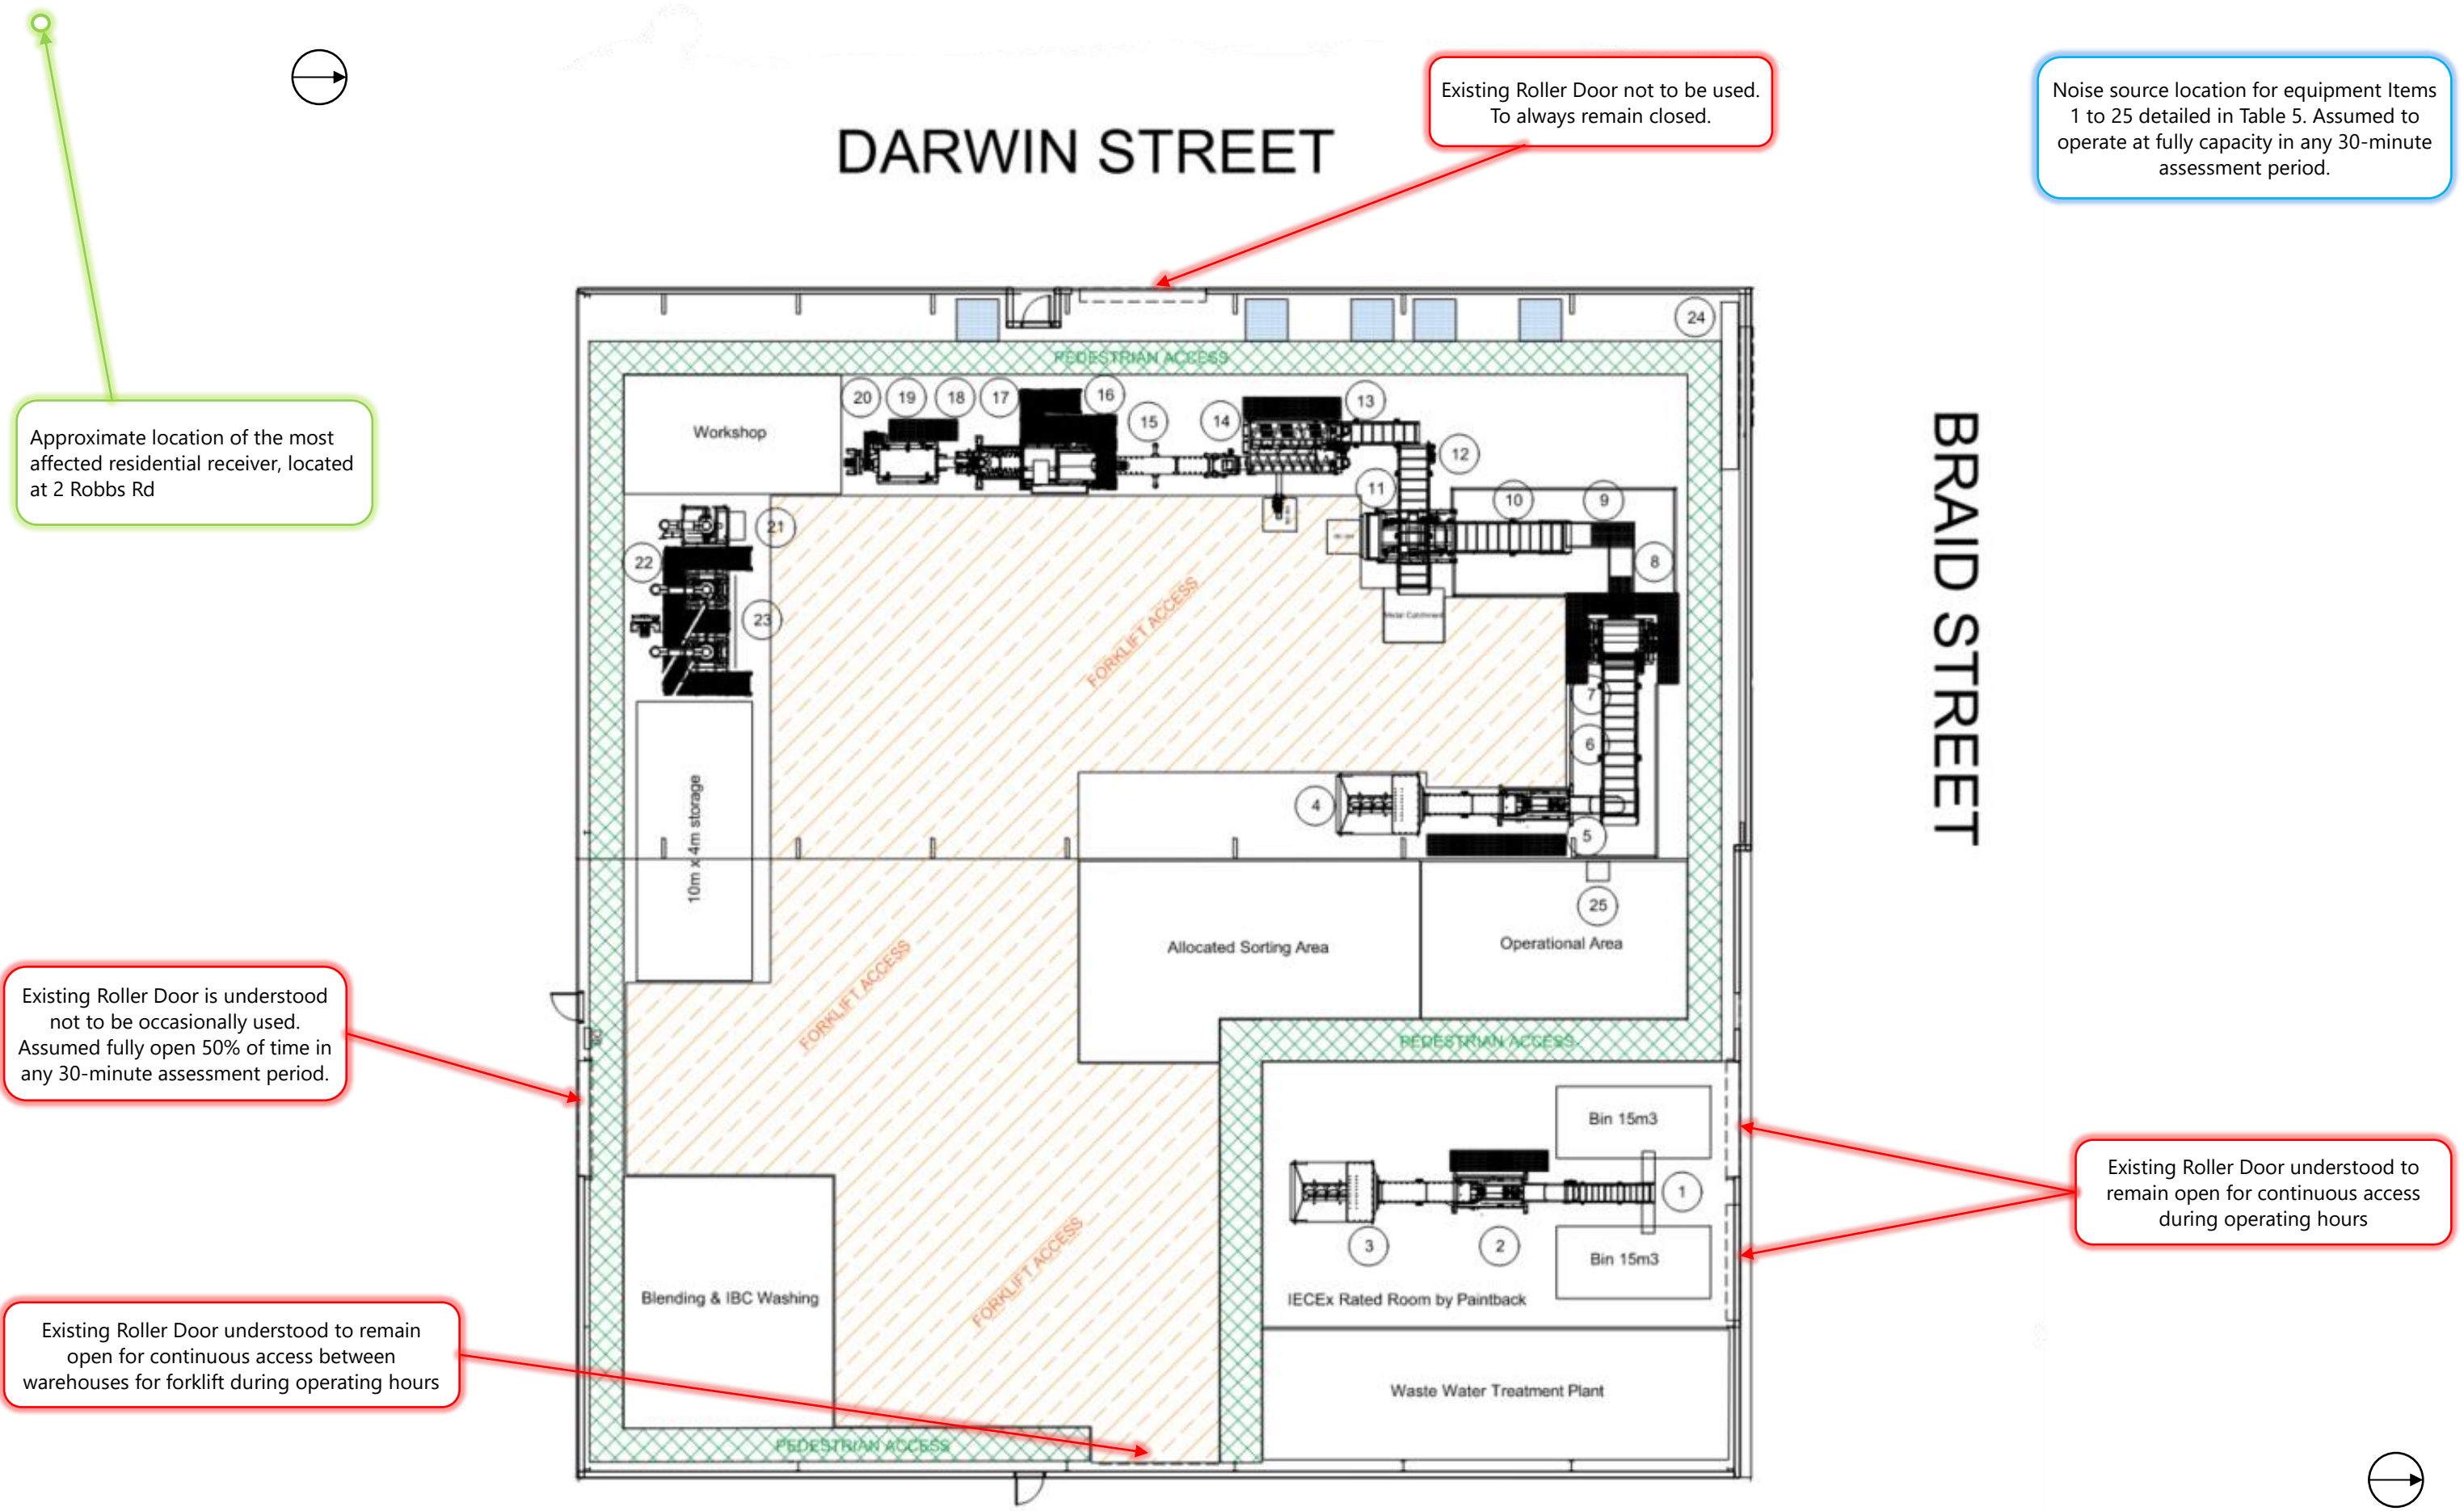 Existing Roller Door not to be used.
To always remain closed.
Noise source location for equipment Items
1 to 25 detailed in Table 5. Assumed to
operate at fully capacity in any 30-minute
assessment period.
DARWIN STREET
BRAID STREET
Approximate location of the most
affected residential receiver, located
at 2 Robbs Rd
24
PEDESTRIAN ACCESS
Workshop
20
19
18
17
16
15
14
13
12
11
10
9
8
21
22
23
7
6
4
5
25
FORKLIFT ACCESS
Metal Catchment
10m x 4m storage
Allocated Sorting Area
Operational Area
FORKLIFT ACCESS
PEDESTRIAN ACCESS
Existing Roller Door is understood
not to be occasionally used.
Assumed fully open 50% of time in
any 30-minute assessment period.
Bin 15m3
1
3
2
Bin 15m3
IECEx Rated Room by Paintback
Existing Roller Door understood to
remain open for continuous access
during operating hours
Blending & IBC Washing
FORKLIFT ACCESS
Existing Roller Door understood to remain
open for continuous access between
warehouses for forklift during operating hours
Waste Water Treatment Plant
PEDESTRIAN ACCESS